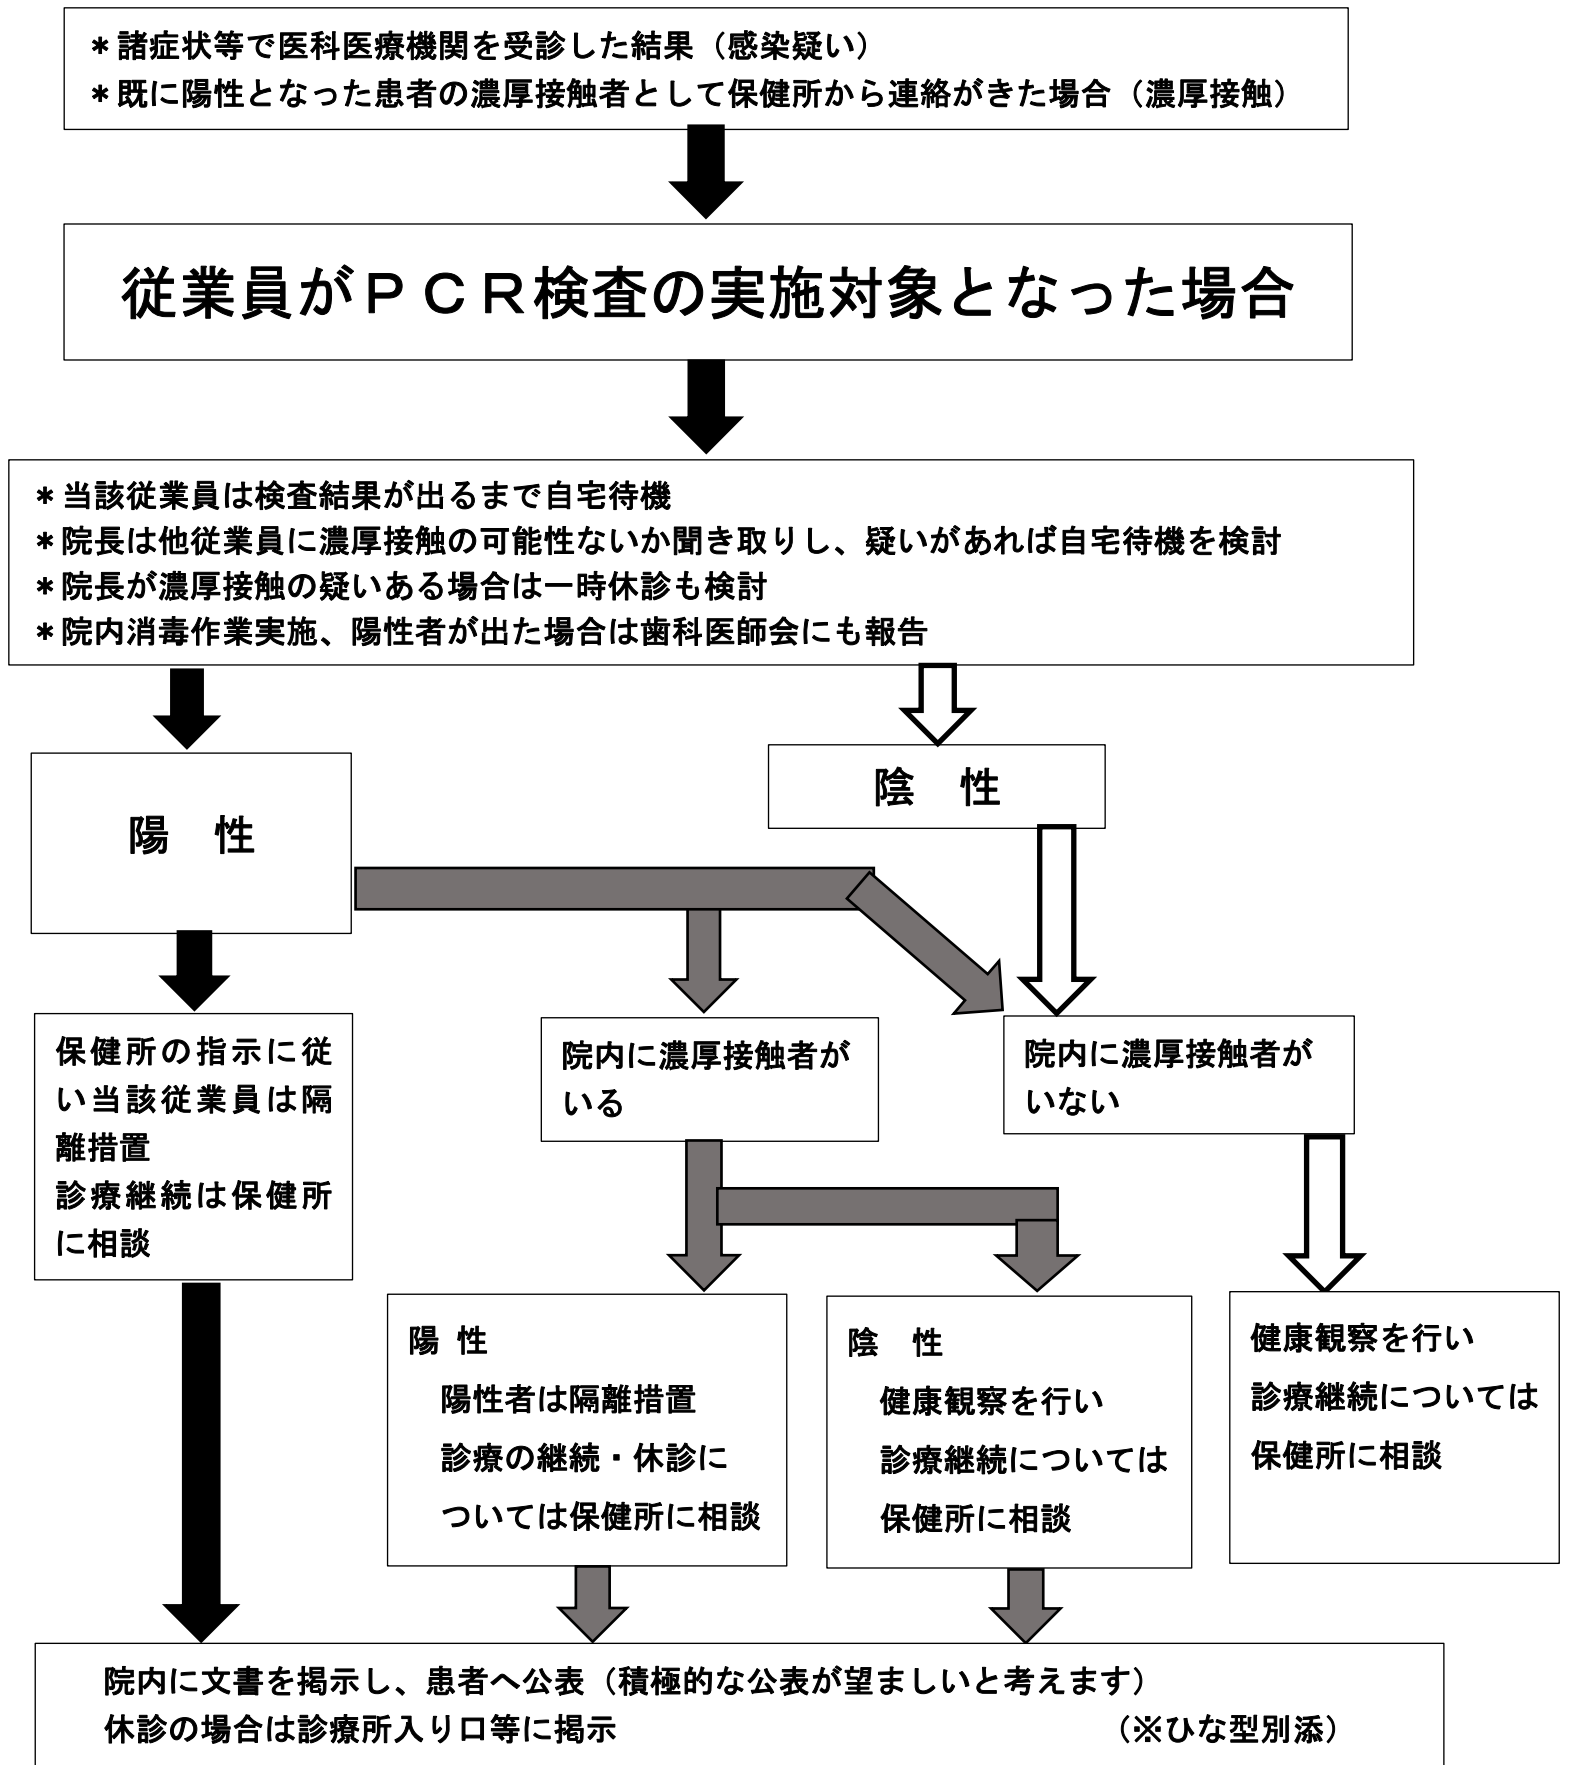 ＊諸症状等で医科医療機関を受診した結果（感染疑い）
＊既に陽性となった患者の濃厚接触者として保健所から連絡がきた場合（濃厚接触）
従業員がＰＣＲ検査の実施対象となった場合
＊当該従業員は検査結果が出るまで自宅待機
＊院長は他従業員に濃厚接触の可能性ないか聞き取りし、疑いがあれば自宅待機を検討
＊院長が濃厚接触の疑いある場合は一時休診も検討
＊院内消毒作業実施、陽性者が出た場合は歯科医師会にも報告
陽　性
陰　性
保健所の指示に従
い当該従業員は隔
離措置
診療継続は保健所
に相談
院内に濃厚接触者が
いる
院内に濃厚接触者が
いない
陽 性
陽性者は隔離措置
診療の継続・休診に
ついては保健所に相談
陰　性
健康観察を行い
診療継続については
保健所に相談
健康観察を行い
診療継続については
保健所に相談
院内に文書を掲示し、患者へ公表（積極的な公表が望ましいと考えます）
休診の場合は診療所入り口等に掲示　　　（※ひな型別添）